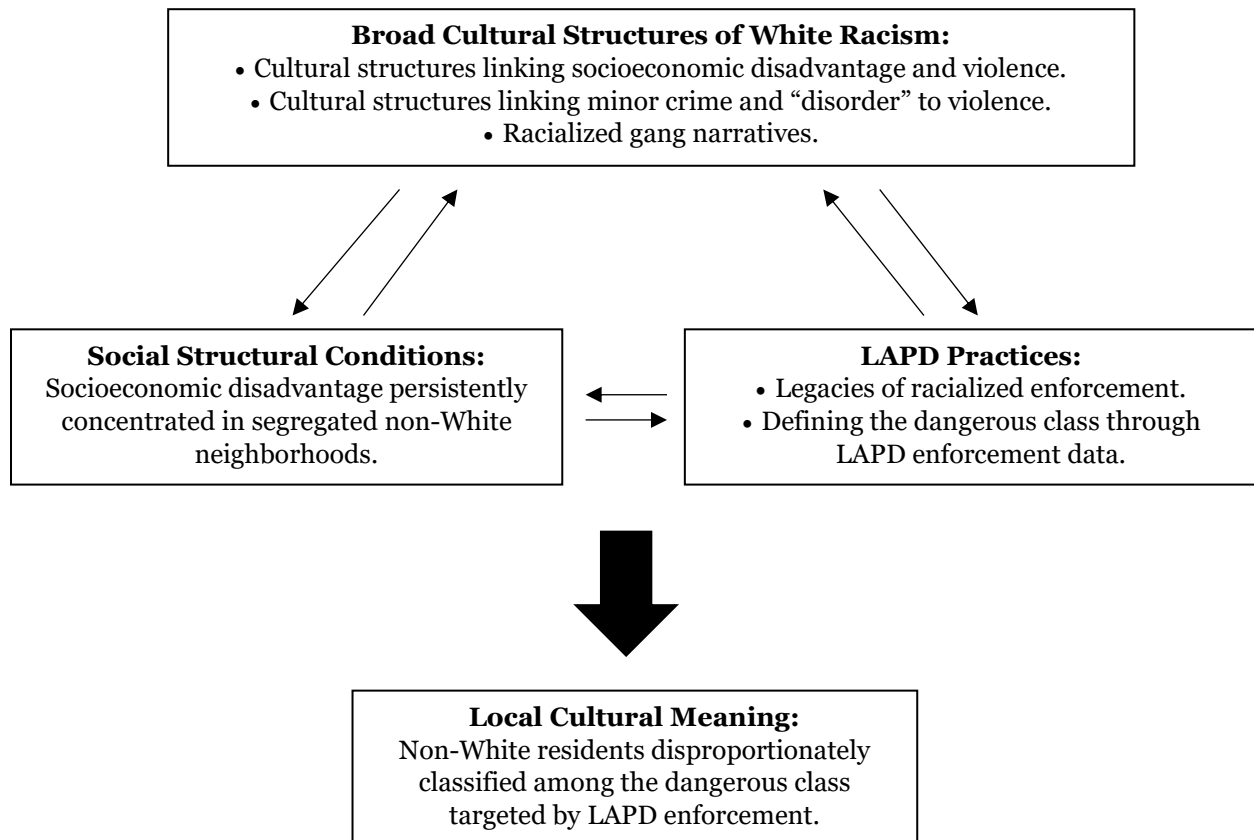 Broad Cultural Structures of White Racism:
• Cultural structures linking socioeconomic disadvantage and violence.
• Cultural structures linking minor crime and “disorder” to violence.
• Racialized gang narratives.
Social Structural Conditions:
Socioeconomic disadvantage persistently
concentrated in segregated non-White
neighborhoods.
LAPD Practices:
• Legacies of racialized enforcement.
• Defining the dangerous class through
LAPD enforcement data.
Local Cultural Meaning:
Non-White residents disproportionately
classified among the dangerous class
targeted by LAPD enforcement.